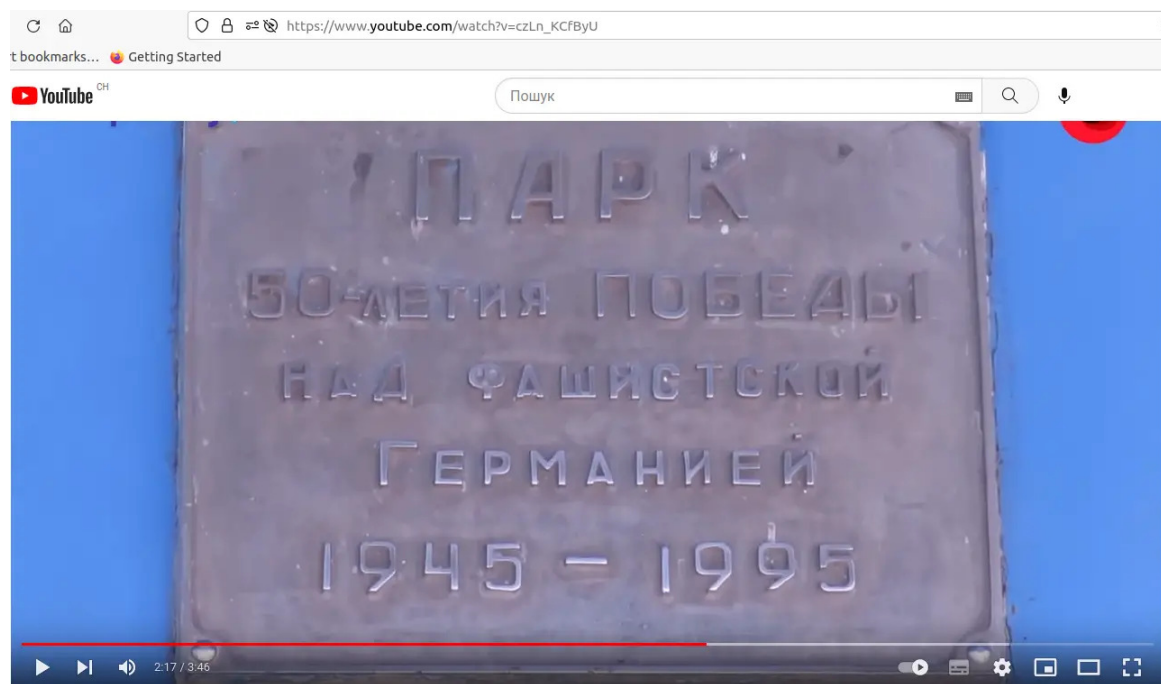 https://www.youtube.com/watch?v=czLn_KCfByU
t bookmarks... Getting Started
YouTube CH
Пошук
ПАРК
50-ЛЕТИЯ ПОБЕДЫ
НАД ФАШИСТСКОЙ
ГЕРМАНИЕЙ
1945 – 1995
2:17 / 3:46